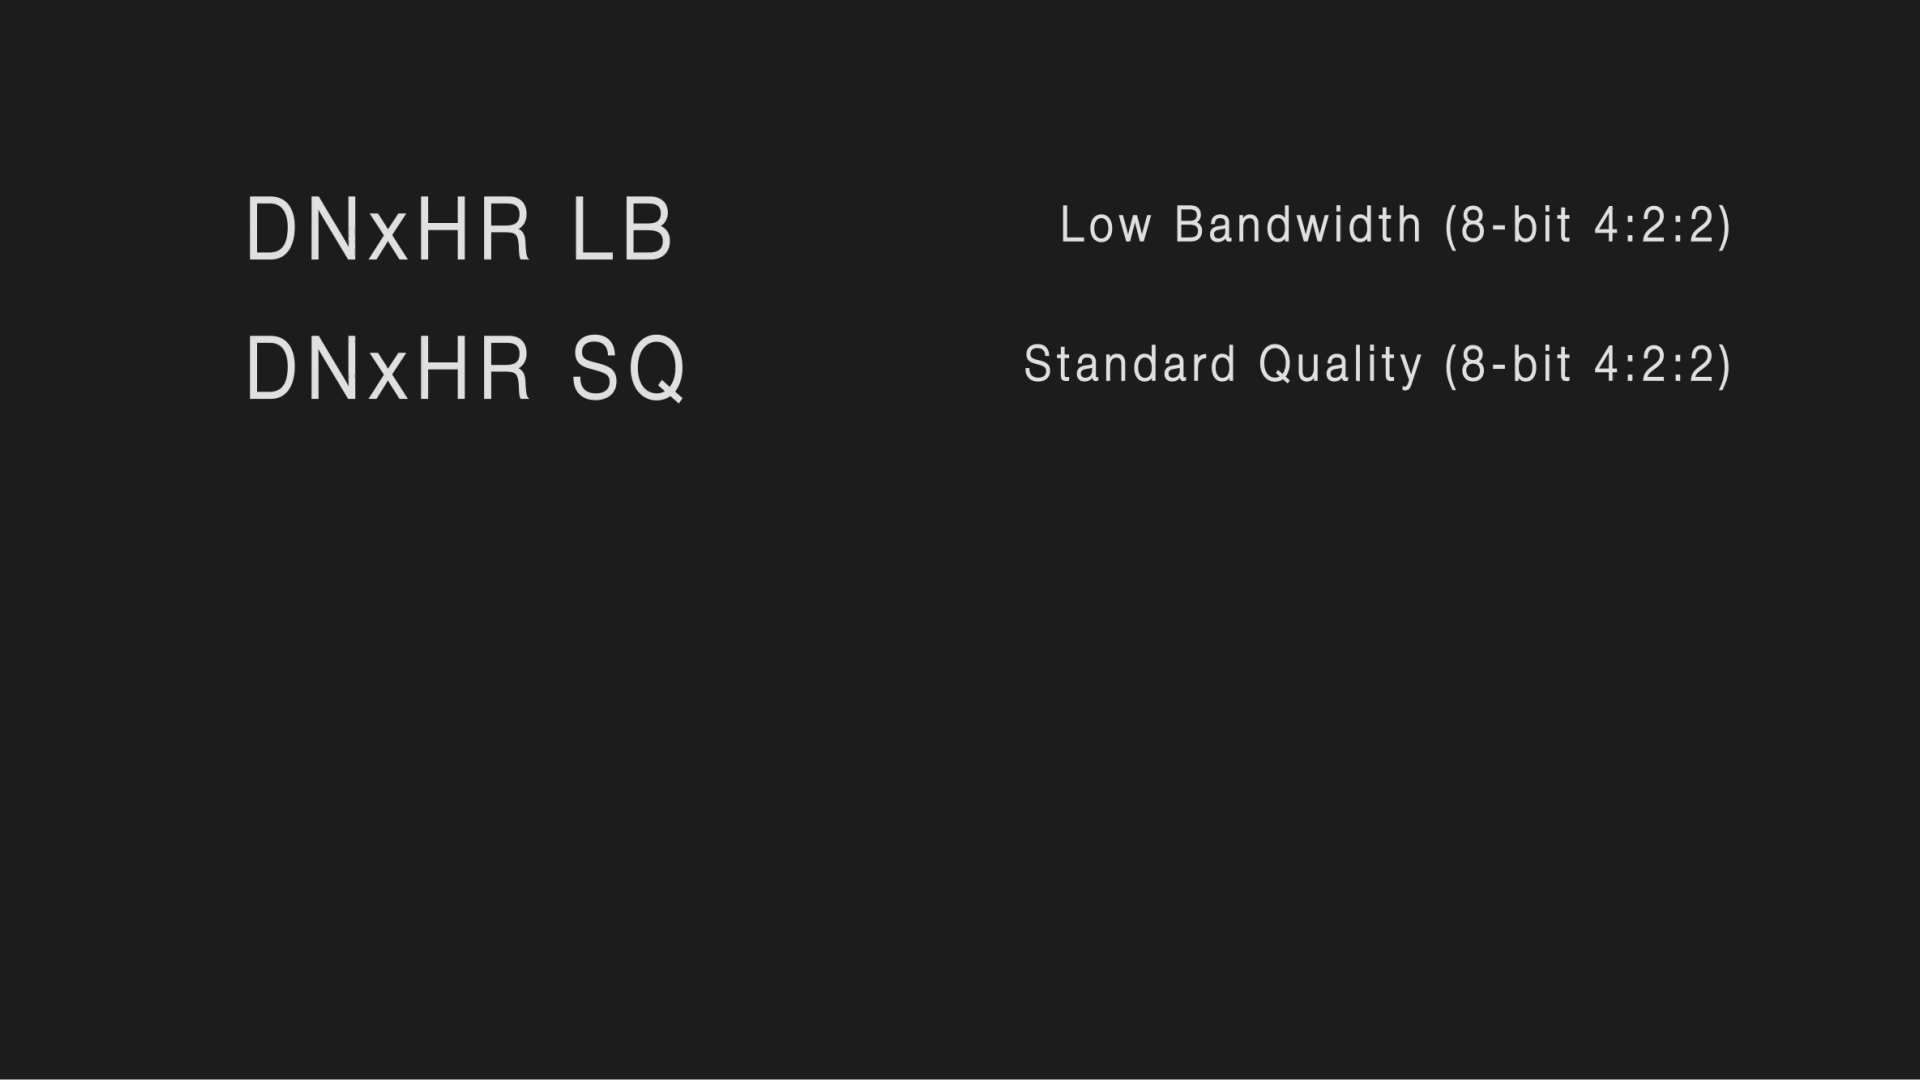 DNxHR LB Low Bandwidth (8-bit 4:2:2)
DNxHR SQ Standard Quality (8-bit 4:2:2)